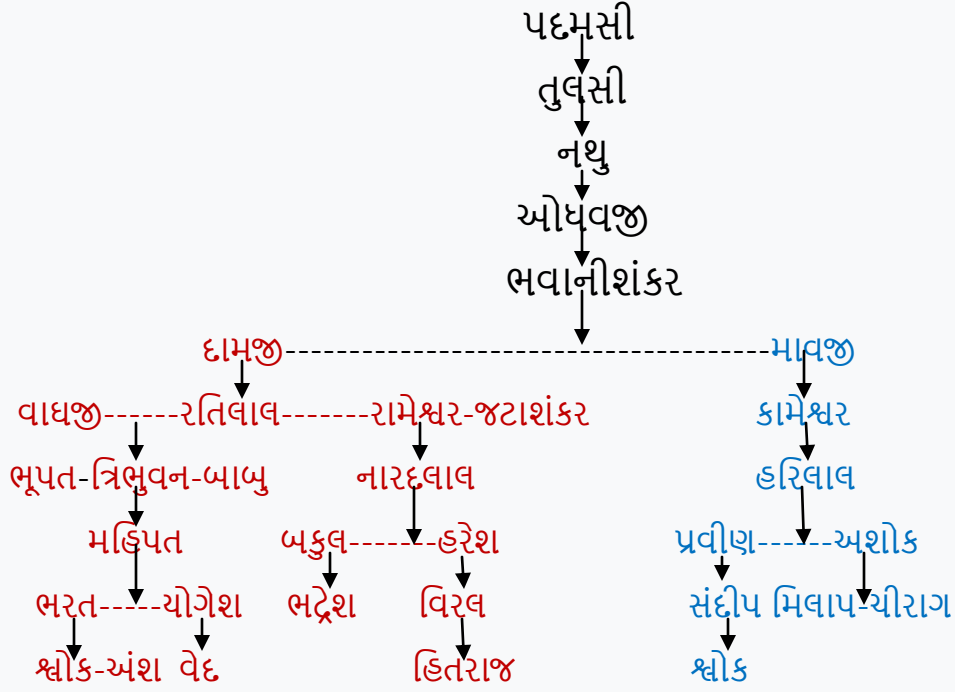 પદમસી
તુલસી
નથુ
ઓધવજી
ભવાનીશંકર
દામજી------------------------------------------માવજી
વાઘજી------રતિલાલ-------રામેશ્વર-જટાશંકર કામેશ્વર
ભૂપત-ત્રિભુવન-બાબુ નારદલાલ હરિલાલ
મહિપત બકુલ-------હરેશ પ્રવીણ------અશોક
ભરત-----યોગેશ ભટ્રેશ વિરલ સંદીપ મિલાપ-ચીરાગ
શ્લોક-અંશ વેદ હિતરાજ શ્લોક